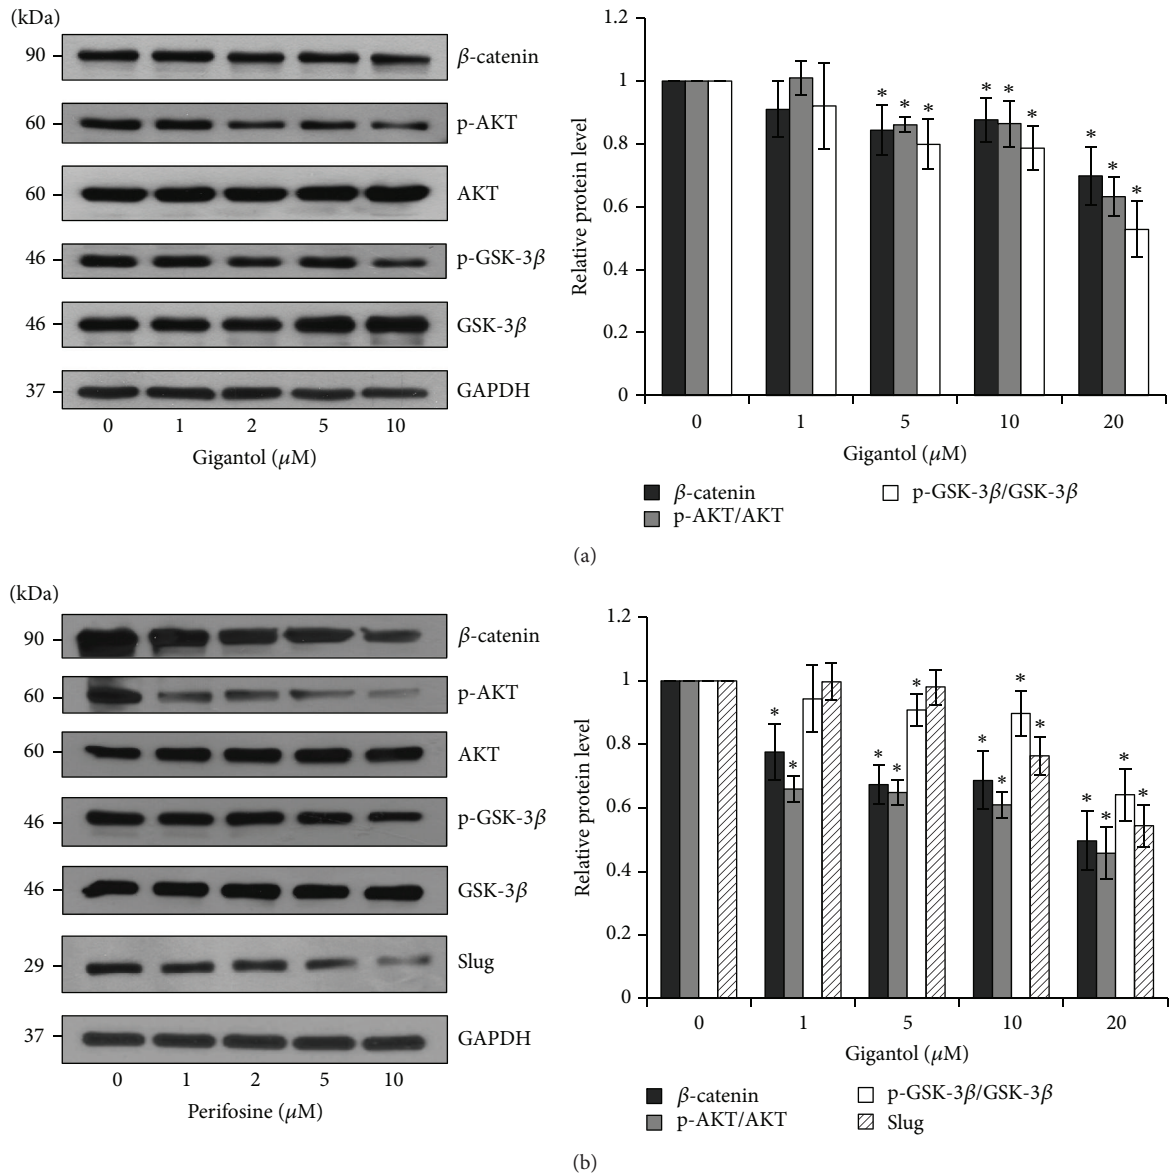 (kDa)
90
β-catenin
60
p-AKT
60
AKT
46
p-GSK-3β
46
GSK-3β
37
GAPDH
0 1 2 5 10
Gigantol (μM)
1.2
1
0.8
0.6
0.4
0.2
0
Relative protein level
* * *
* * *
* * *
0 1 5 10 20
Gigantol (μM)
β-catenin
p-AKT/AKT
p-GSK-3β/GSK-3β
(a)
(kDa)
90
β-catenin
60
p-AKT
60
AKT
46
p-GSK-3β
46
GSK-3β
29
Slug
37
GAPDH
0 1 2 5 10
Perifosine (μM)
1.2
1
0.8
0.6
0.4
0.2
0
Relative protein level
* *
* * *
* * * *
* * * *
0 1 5 10 20
Gigantol (μM)
β-catenin
p-AKT/AKT
p-GSK-3β/GSK-3β
Slug
(b)